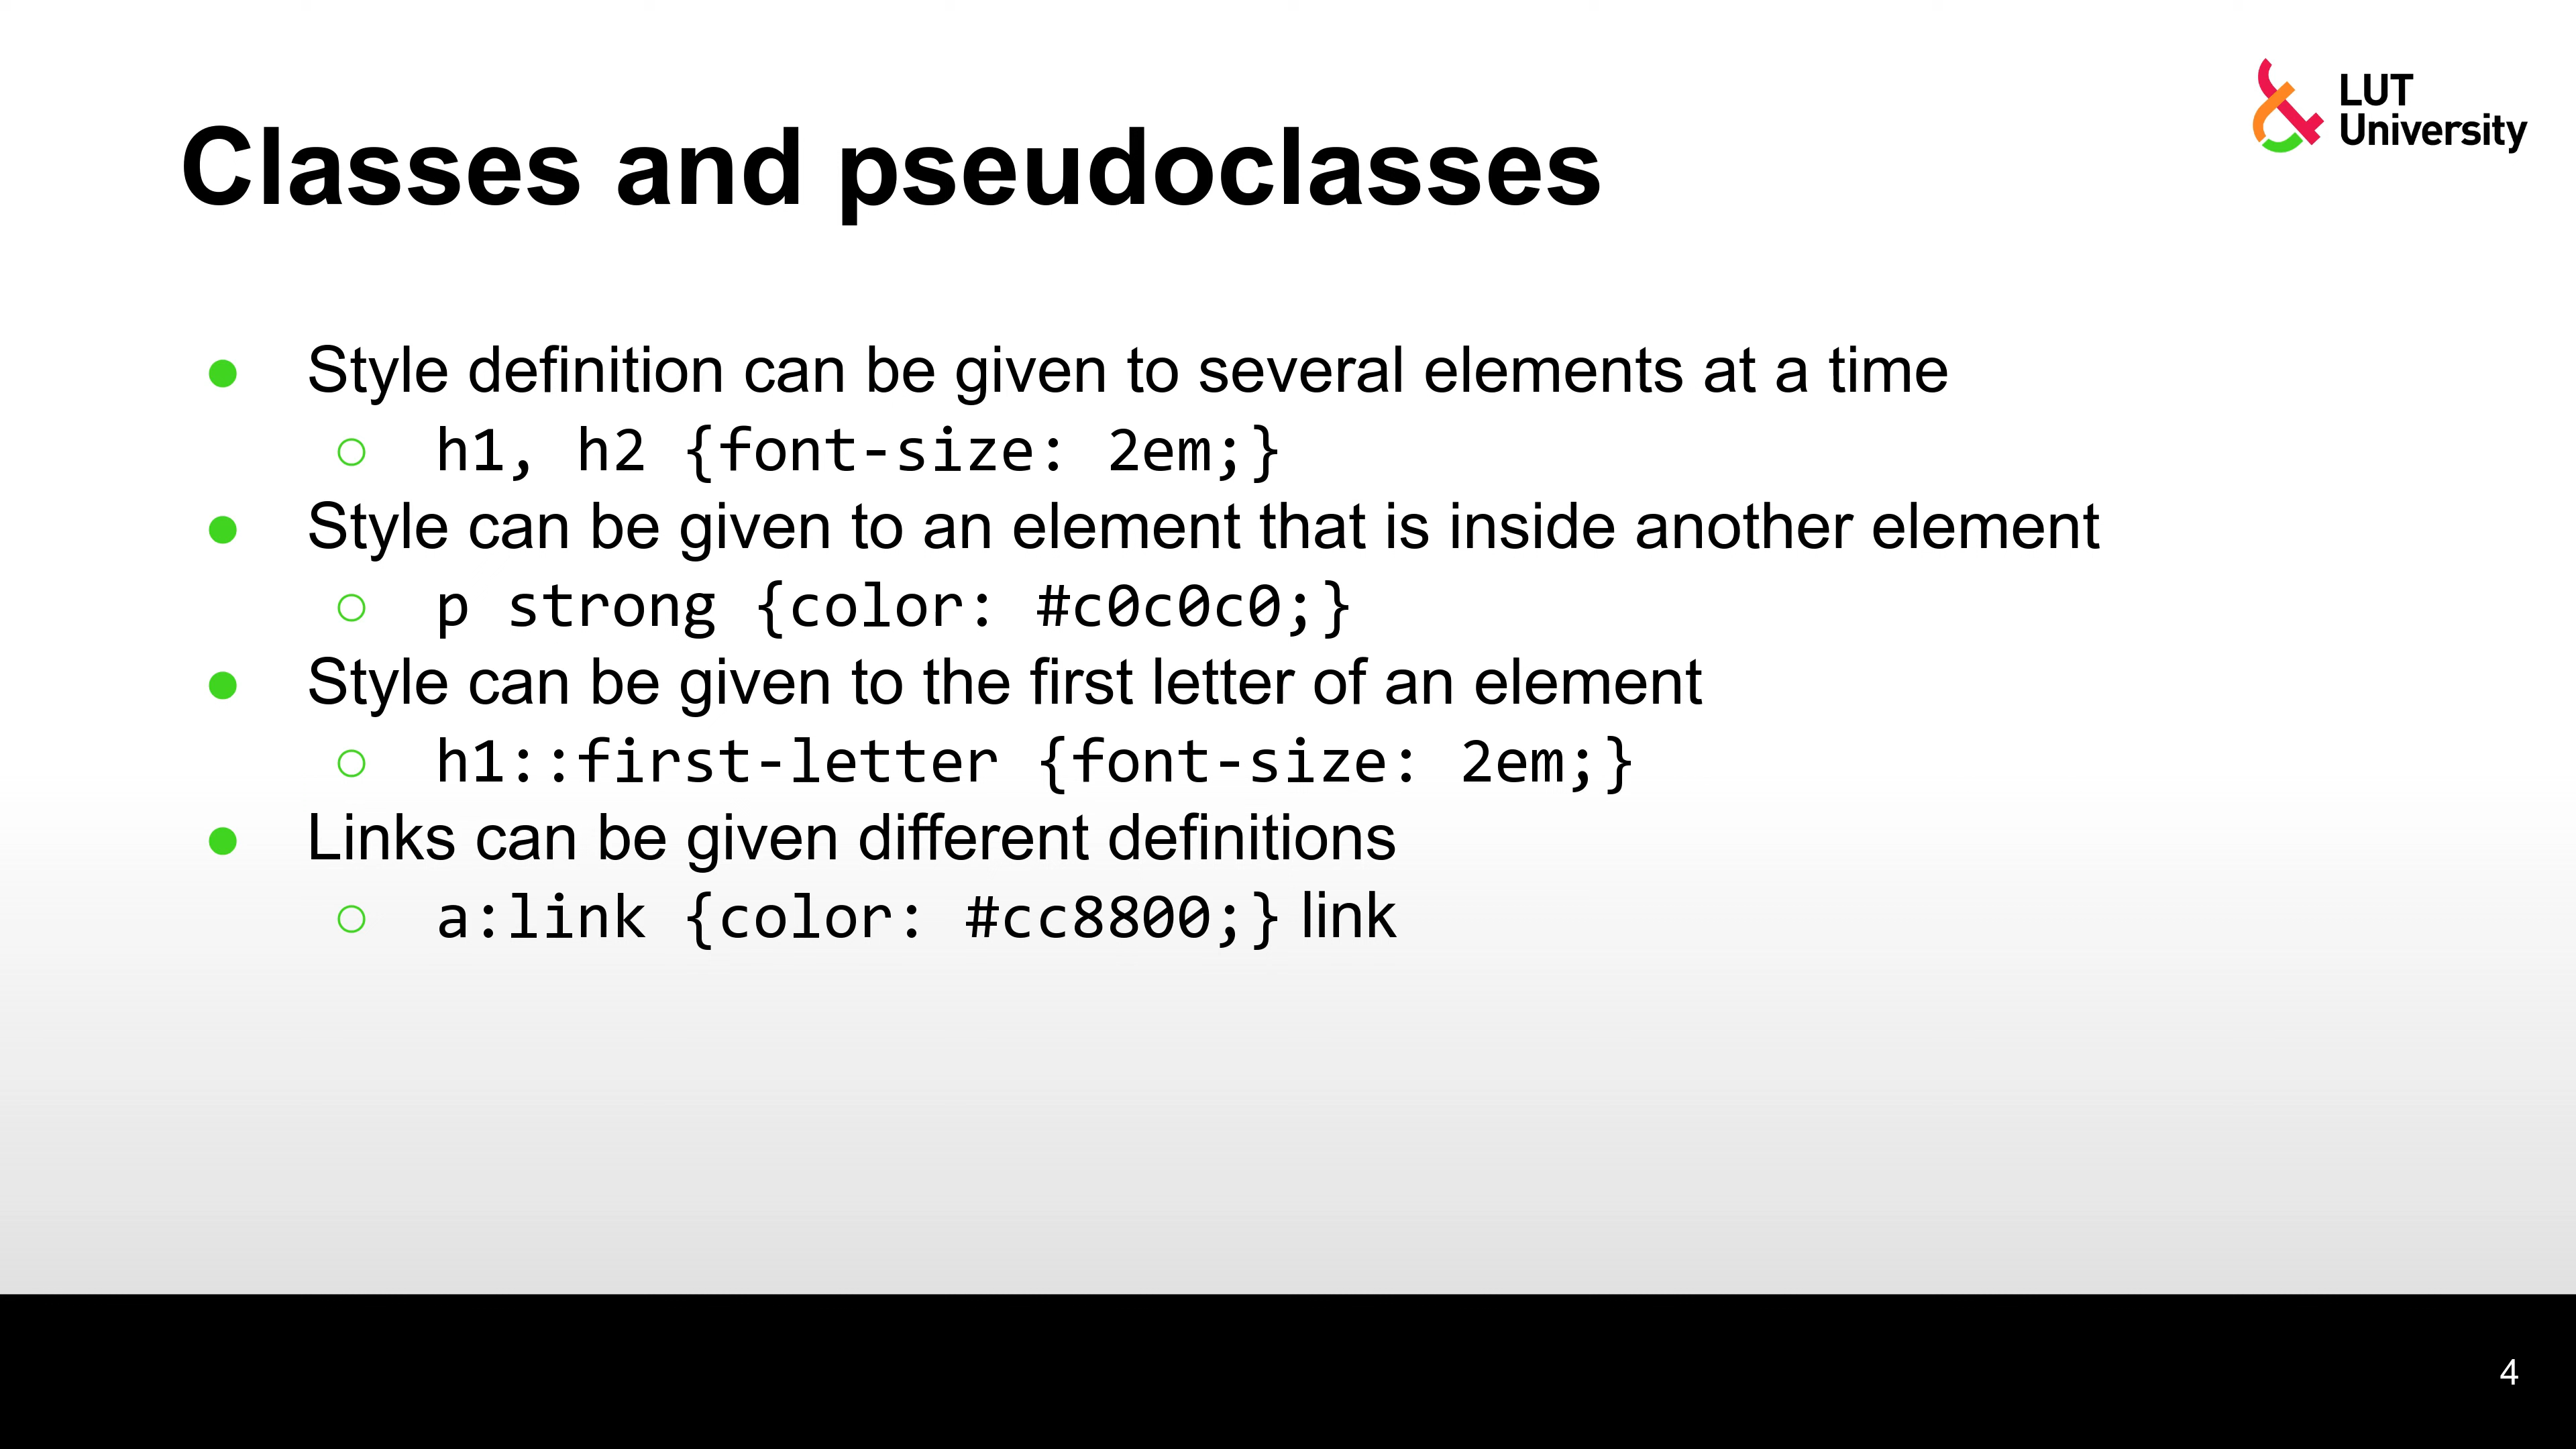 LUT
University
Classes and pseudoclasses
● Style definition can be given to several elements at a time
○ h1, h2 {font-size: 2em;}
● Style can be given to an element that is inside another element
○ p strong {color: #c0c0c0;}
● Style can be given to the first letter of an element
○ h1::first-letter {font-size: 2em;}
● Links can be given different definitions
○ a:link {color: #cc8800;} link
4